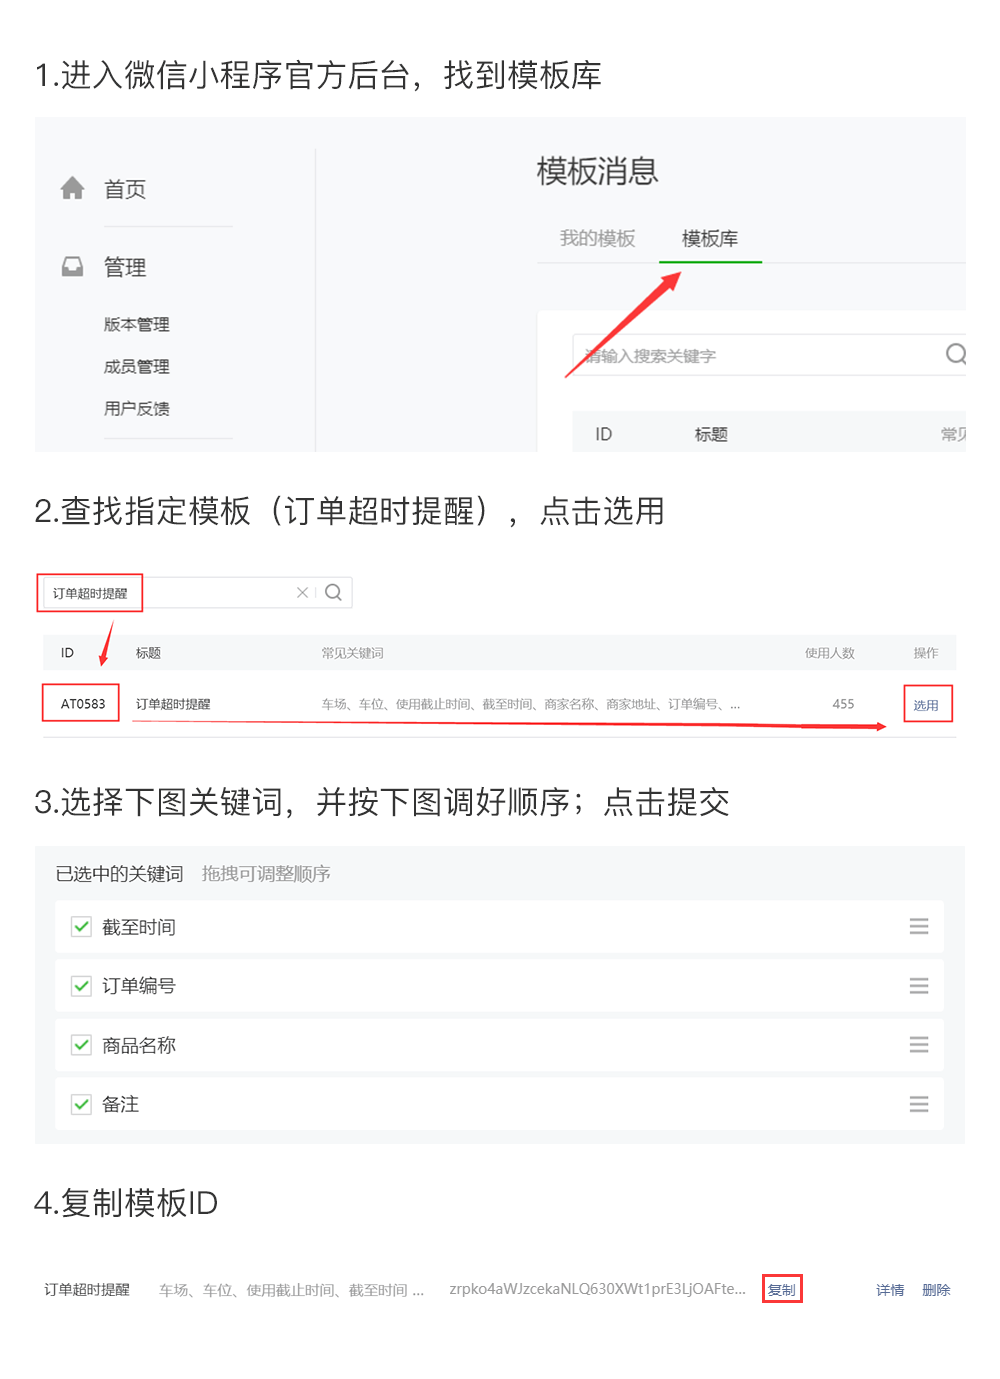 1.进入微信小程序官方后台，找到模板库
首页
管理
版本管理
成员管理
用户反馈
模板消息
我的模板 模板库
请输入搜索关键字
ID 标题 常见
2.查找指定模板（订单超时提醒），点击选用
订单超时提醒
ID 标题 常见关键词 使用人数 操作
AT0583 订单超时提醒 车场、车位、使用截止时间、截至时间、商家名称、商家地址、订单编号、... 455 选用
3.选择下图关键词，并按下图调好顺序；点击提交
已选中的关键词 拖拽可调整顺序
截至时间
订单编号
商品名称
备注
4.复制模板ID
订单超时提醒 车场、车位、使用截止时间、截至时间 ... zrpko4aWJzcekaNLQ630XWt1prE3LjOAFte... 复制 详情 删除